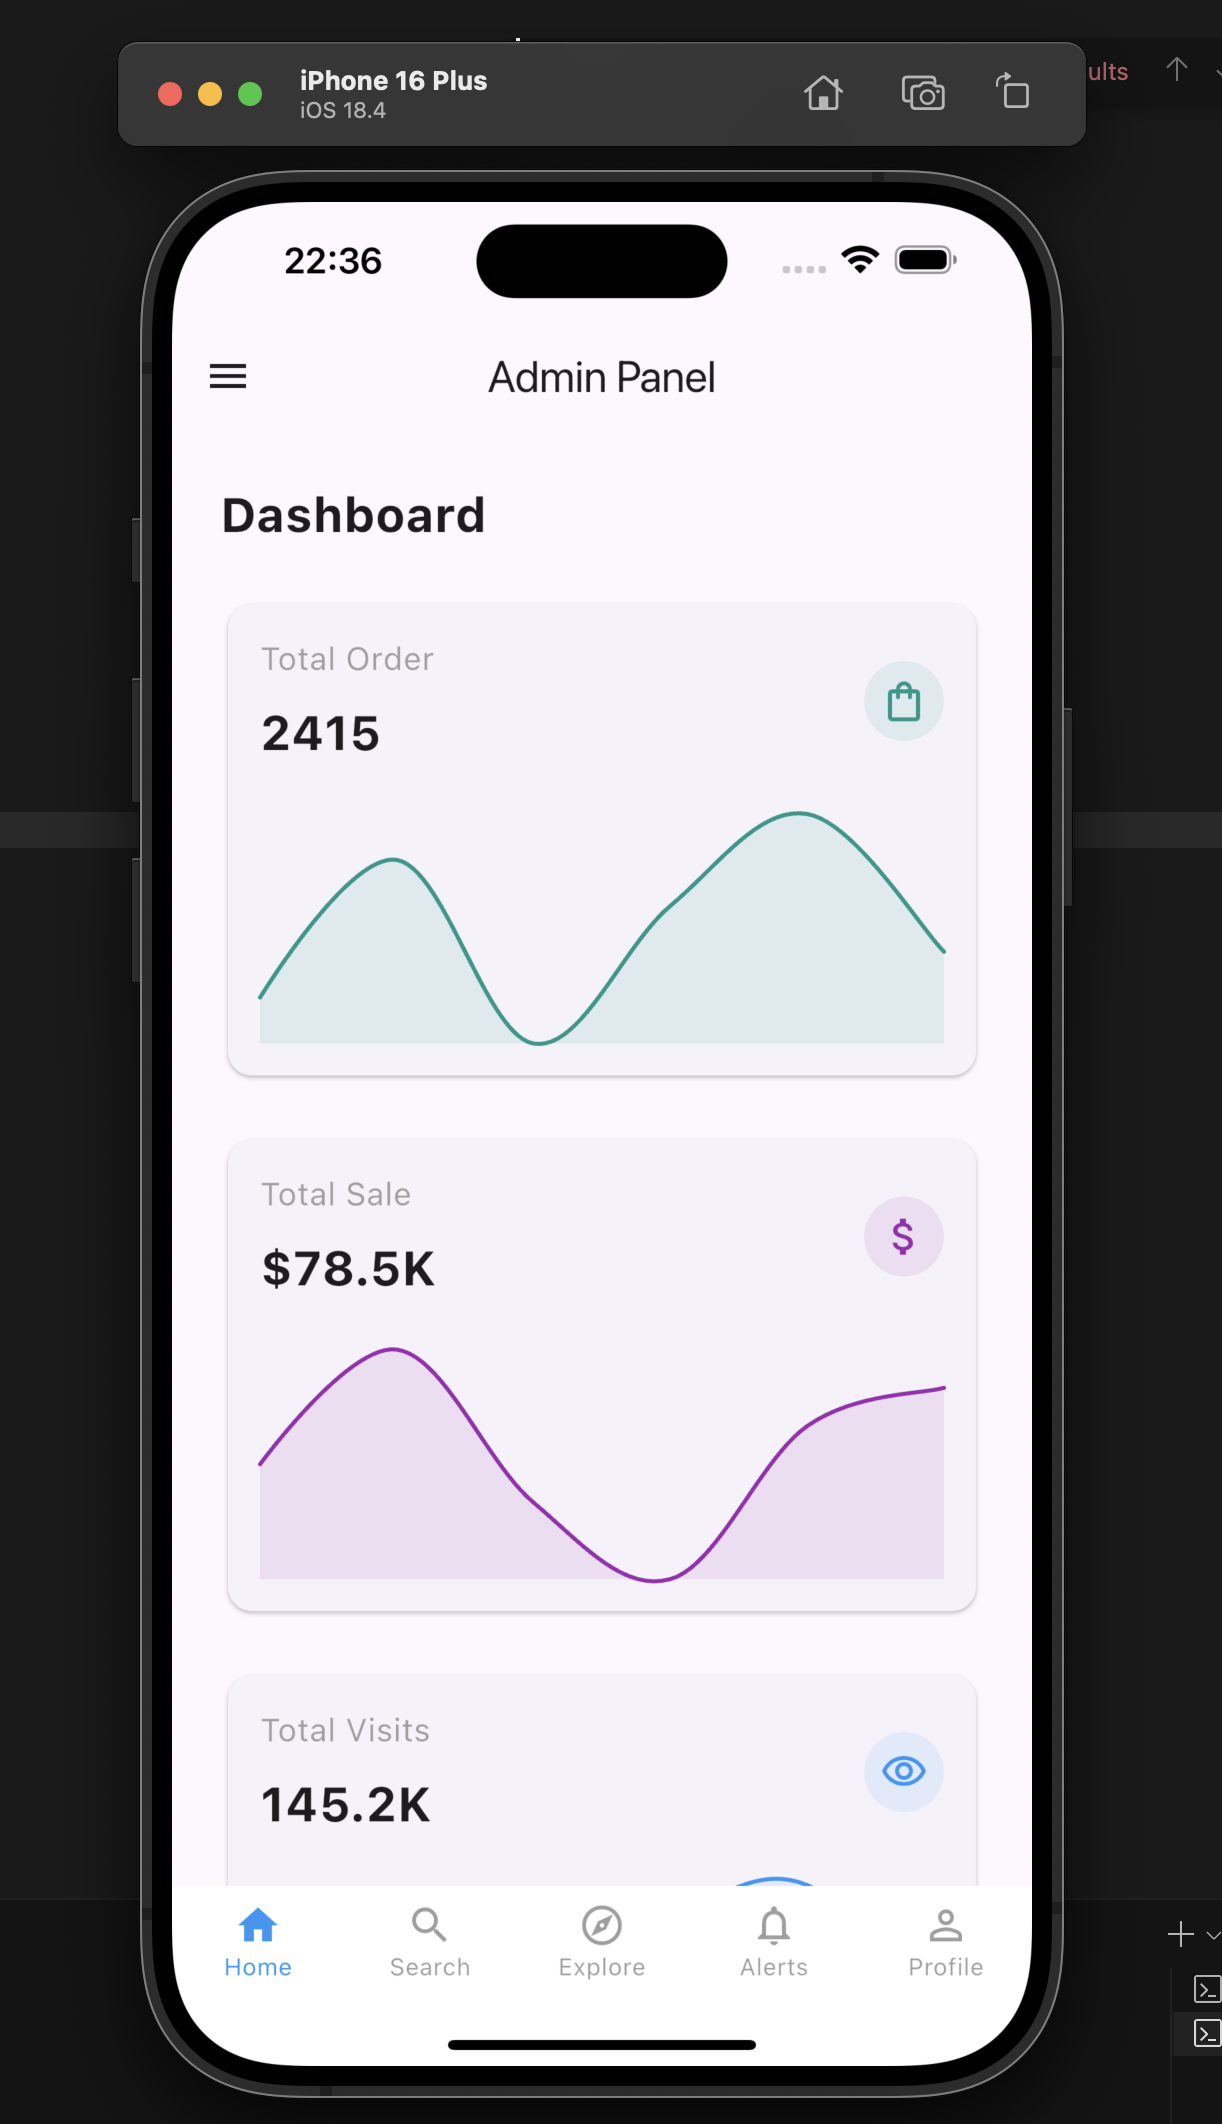 iPhone 16 Plus
iOS 18.4
ults
22:36
Admin Panel
Dashboard
Total Order
2415
Total Sale
$
$78.5K
Total Visits
145.2K
Home
Search
Explore
Alerts
Profile